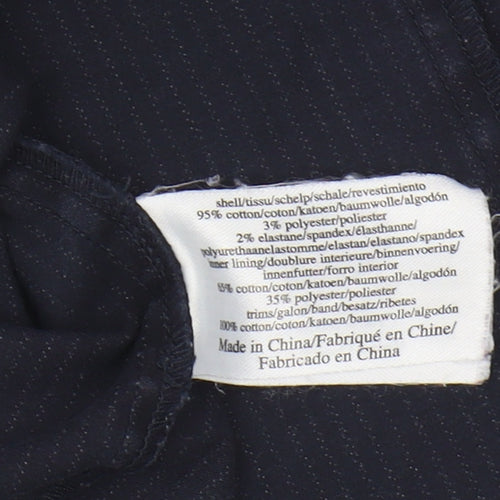 shell/tissu/schelp/schale/revestimiento
95% cotton/coton/katoen/baumwolle/algodón
3% polyester/poliester
2% elastane/spandex/élasthanne/
polyurethaanelastomme/elastan/elastano/spandex
inner lining/doublure interieure/binnenvoering/
innenfutter/forro interior
65% cotton/coton/katoen/baumwolle/algodón
35% polyester/poliester
trims/galon/band/besatz/ribetes
100% cotton/coton/katoen/baumwolle/algodón
Made in China/Fabriqué en Chine/
Fabricado en China